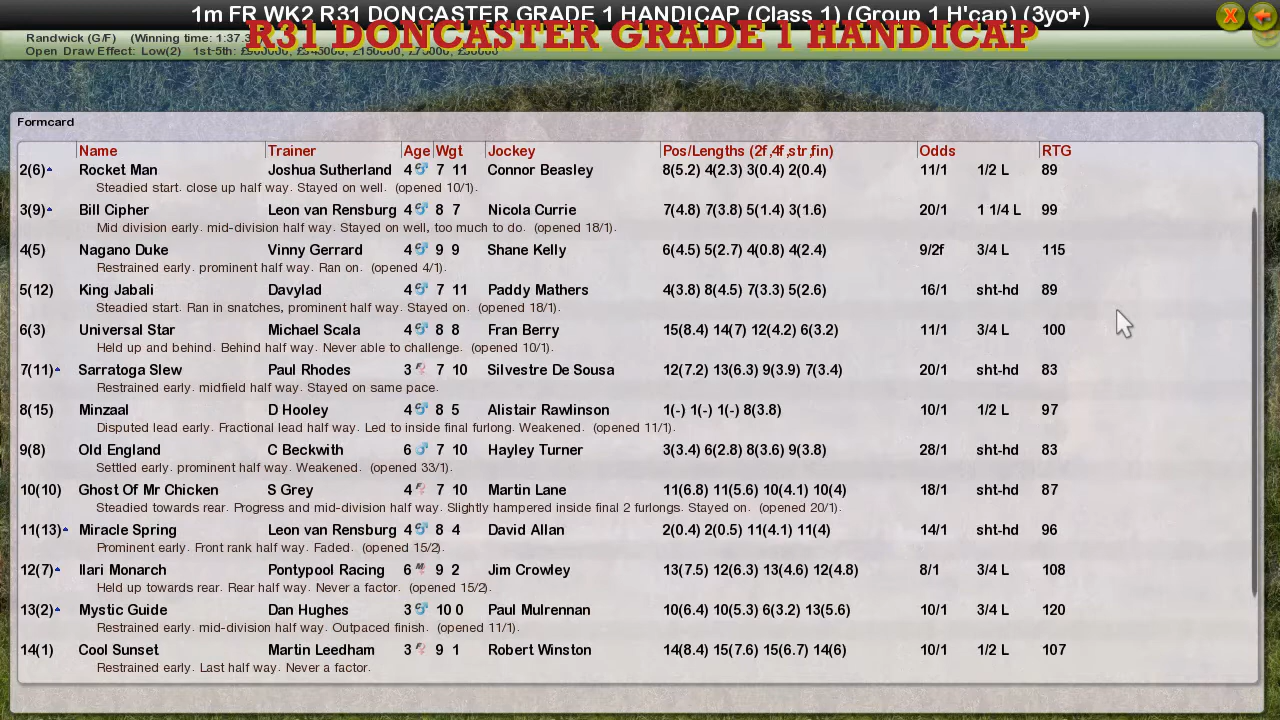 1m FR WK2 R31 DONCASTER GRADE 1 HANDICAP (Class 1) (Group 1 H'cap) (3yo+)
R31 DONCASTER GRADE 1 HANDICAP
Randwick (G/F) (Winning time: 1:37.3
Open Draw Effect: Low(2) 1st-5th:
Formcard
Name Trainer Age Wgt Jockey Pos/Lengths (2f,4f,str,fin) Odds RTG
2(6) Rocket Man Joshua Sutherland 4 7 11 Connor Beasley 8(5.2) 4(2.3) 3(0.4) 2(0.4) 11/1 1/2 L 89
Steadied start. close up half way. Stayed on well. (opened 10/1).
3(9) Bill Cipher Leon van Rensburg 4 8 7 Nicola Currie 7(4.8) 7(3.8) 5(1.4) 3(1.6) 20/1 1 1/4 L 99
Mid division early. mid-division half way. Stayed on well, too much to do. (opened 18/1).
4(5) Nagano Duke Vinny Gerrard 4 9 9 Shane Kelly 6(4.5) 5(2.7) 4(0.8) 4(2.4) 9/2f 3/4 L 115
Restrained early. prominent half way. Ran on. (opened 4/1).
5(12) King Jabali Davylad 4 7 11 Paddy Mathers 4(3.8) 8(4.5) 7(3.3) 5(2.6) 16/1 sht-hd 89
Steadied start. Ran in snatches, prominent half way. Stayed on. (opened 18/1).
6(3) Universal Star Michael Scala 4 8 8 Fran Berry 15(8.4) 14(7) 12(4.2) 6(3.2) 11/1 3/4 L 100
Held up and behind. Behind half way. Never able to challenge. (opened 10/1).
7(11) Sarratoga Slew Paul Rhodes 3 7 10 Silvestre De Sousa 12(7.2) 13(6.3) 9(3.9) 7(3.4) 20/1 sht-hd 83
Restrained early. midfield half way. Stayed on same pace.
8(15) Minzaal D Hooley 4 8 5 Alistair Rawlinson 1(-) 1(-) 1(-) 8(3.8) 10/1 1/2 L 97
Disputed lead early. Fractional lead half way. Led to inside final furlong. Weakened. (opened 11/1).
9(8) Old England C Beckwith 6 7 10 Hayley Turner 3(3.4) 6(2.8) 8(3.6) 9(3.8) 28/1 sht-hd 83
Settled early. prominent half way. Weakened. (opened 33/1).
10(10) Ghost Of Mr Chicken S Grey 4 7 10 Martin Lane 11(6.8) 11(5.6) 10(4.1) 10(4) 18/1 sht-hd 87
Steadied towards rear. Progress and mid-division half way. Slightly hampered inside final 2 furlongs. Stayed on. (opened 20/1).
11(13) Miracle Spring Leon van Rensburg 4 8 4 David Allan 2(0.4) 2(0.5) 11(4.1) 11(4) 14/1 sht-hd 96
Prominent early. Front rank half way. Faded. (opened 15/2).
12(7) Ilari Monarch Pontypool Racing 6 9 2 Jim Crowley 13(7.5) 12(6.3) 13(4.6) 12(4.8) 8/1 3/4 L 108
Held up towards rear. Rear half way. Never a factor. (opened 15/2).
13(2) Mystic Guide Dan Hughes 3 10 0 Paul Mulrennan 10(6.4) 10(5.3) 6(3.2) 13(5.6) 10/1 3/4 L 120
Restrained early. mid-division half way. Outpaced finish. (opened 11/1).
14(1) Cool Sunset Martin Leedham 3 9 1 Robert Winston 14(8.4) 15(7.6) 15(6.7) 14(6) 10/1 1/2 L 107
Restrained early. Last half way. Never a factor.